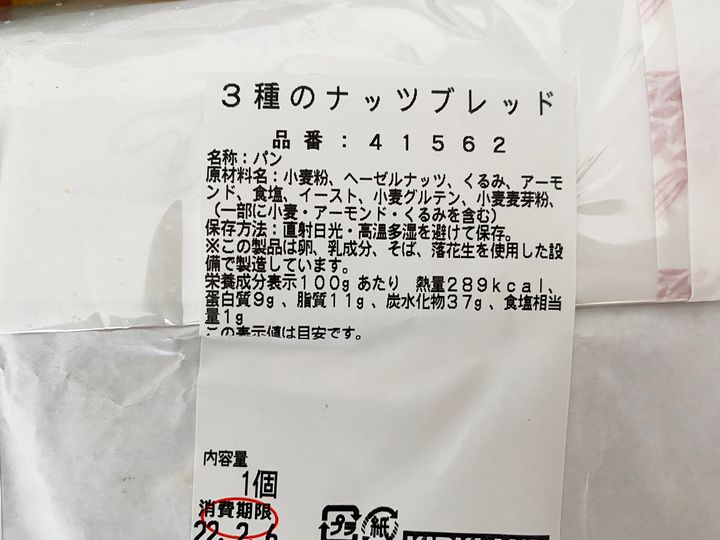 3種のナッツブレッド
品番:41562
名称:パン
原材料名:小麦粉、ヘーゼルナッツ、くるみ、アーモ
ンド、食塩、イースト、小麦グルテン、小麦麦芽粉、
(一部に小麦・アーモンド・くるみを含む)
保存方法:直射日光・高温多湿を避けて保存。
※この製品は卵、乳成分、そば、落花生を使用した設
備で製造しています。
栄養成分表示100gあたり 熱量289kcal、
蛋白質9g、脂質11g、炭水化物37g、食塩相当
量1g
この表示値は目安です。
内容量
1個
消費期限
22.2.6
プラ 紙